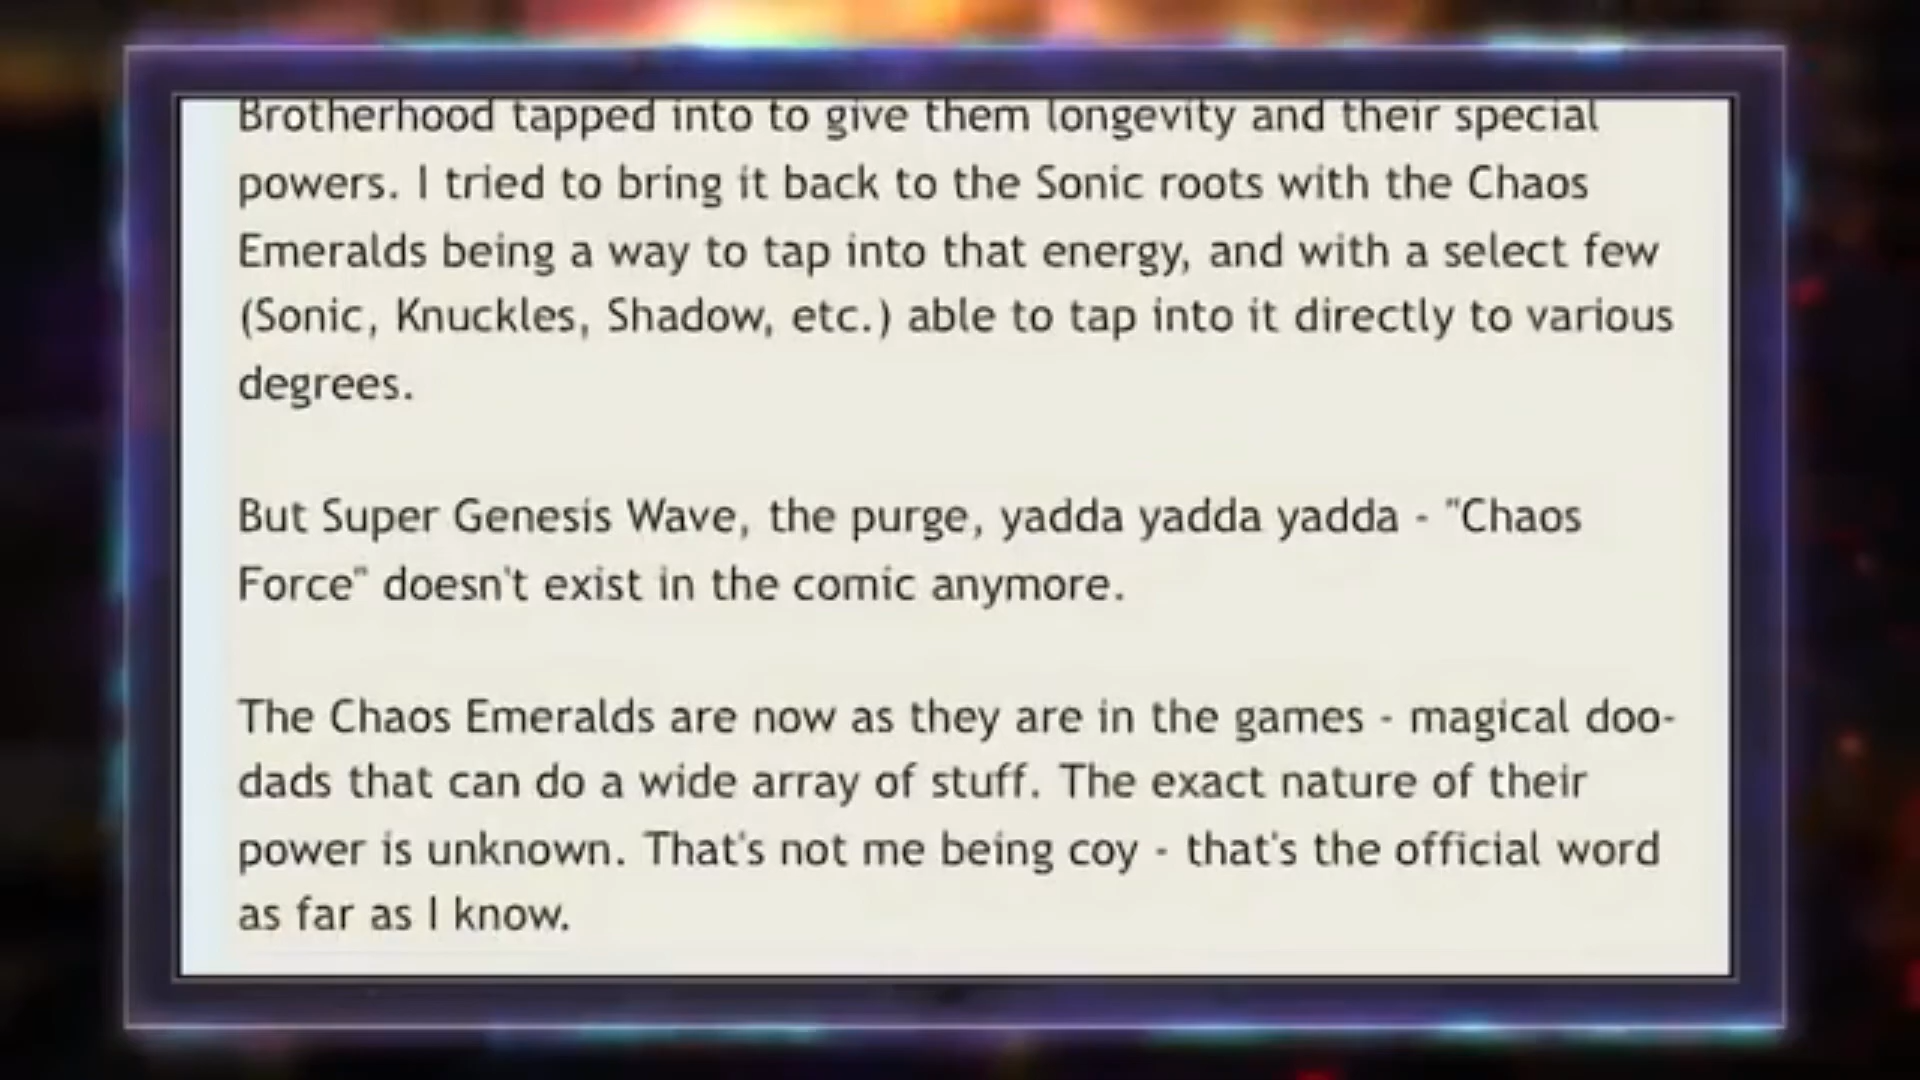 Brotherhood tapped into to give them longevity and their special
powers. I tried to bring it back to the Sonic roots with the Chaos
Emeralds being a way to tap into that energy, and with a select few
(Sonic, Knuckles, Shadow, etc.) able to tap into it directly to various
degrees.
But Super Genesis Wave, the purge, yadda yadda yadda - "Chaos
Force" doesn't exist in the comic anymore.
The Chaos Emeralds are now as they are in the games - magical doo-
dads that can do a wide array of stuff. The exact nature of their
power is unknown. That's not me being coy - that's the official word
as far as I know.